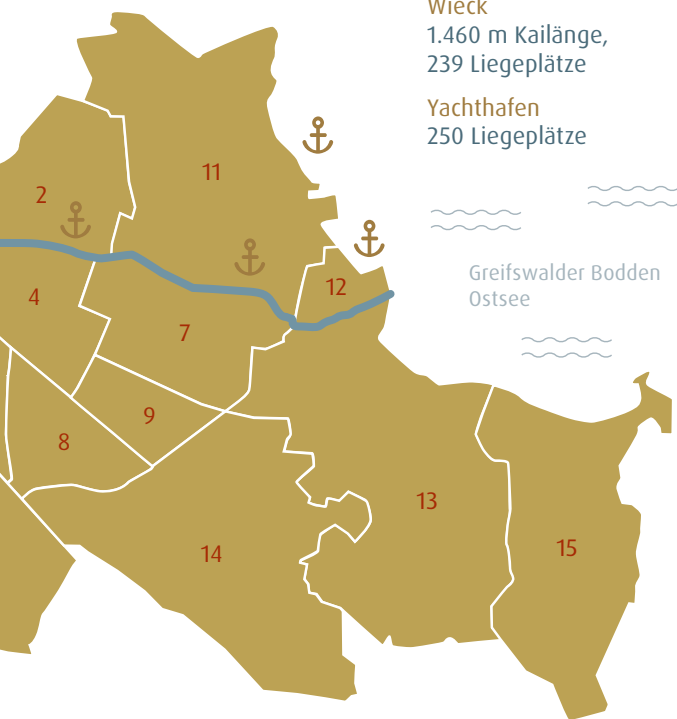 Wieck
1.460 m Kailänge,
239 Liegeplätze
Yachthafen
250 Liegeplätze
11
2
Greifswalder Bodden
Ostsee
12
4
7
9
8
13
15
14